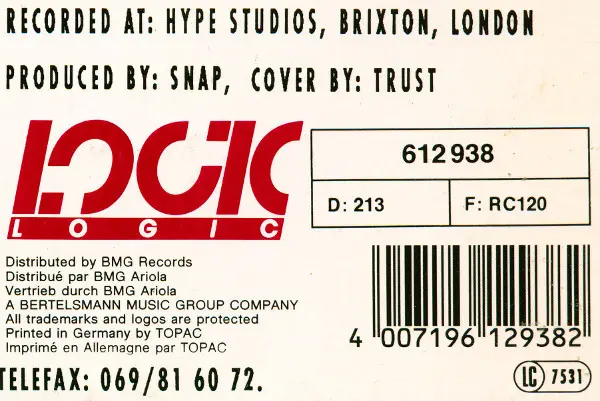 RECORDED AT: HYPE STUDIOS, BRIXTON, LONDON
PRODUCED BY: SNAP, COVER BY: TRUST
LOGIC
LOGIC
612 938
D: 213
F: RC120
Distributed by BMG Records
Distribué par BMG Ariola
Vertrieb durch BMG Ariola
A BERTELSMANN MUSIC GROUP COMPANY
All trademarks and logos are protected
Printed in Germany by TOPAC
Imprimé en Allemagne par TOPAC
4 007196 129382
TELEFAX: 069/81 60 72.
LC 7531